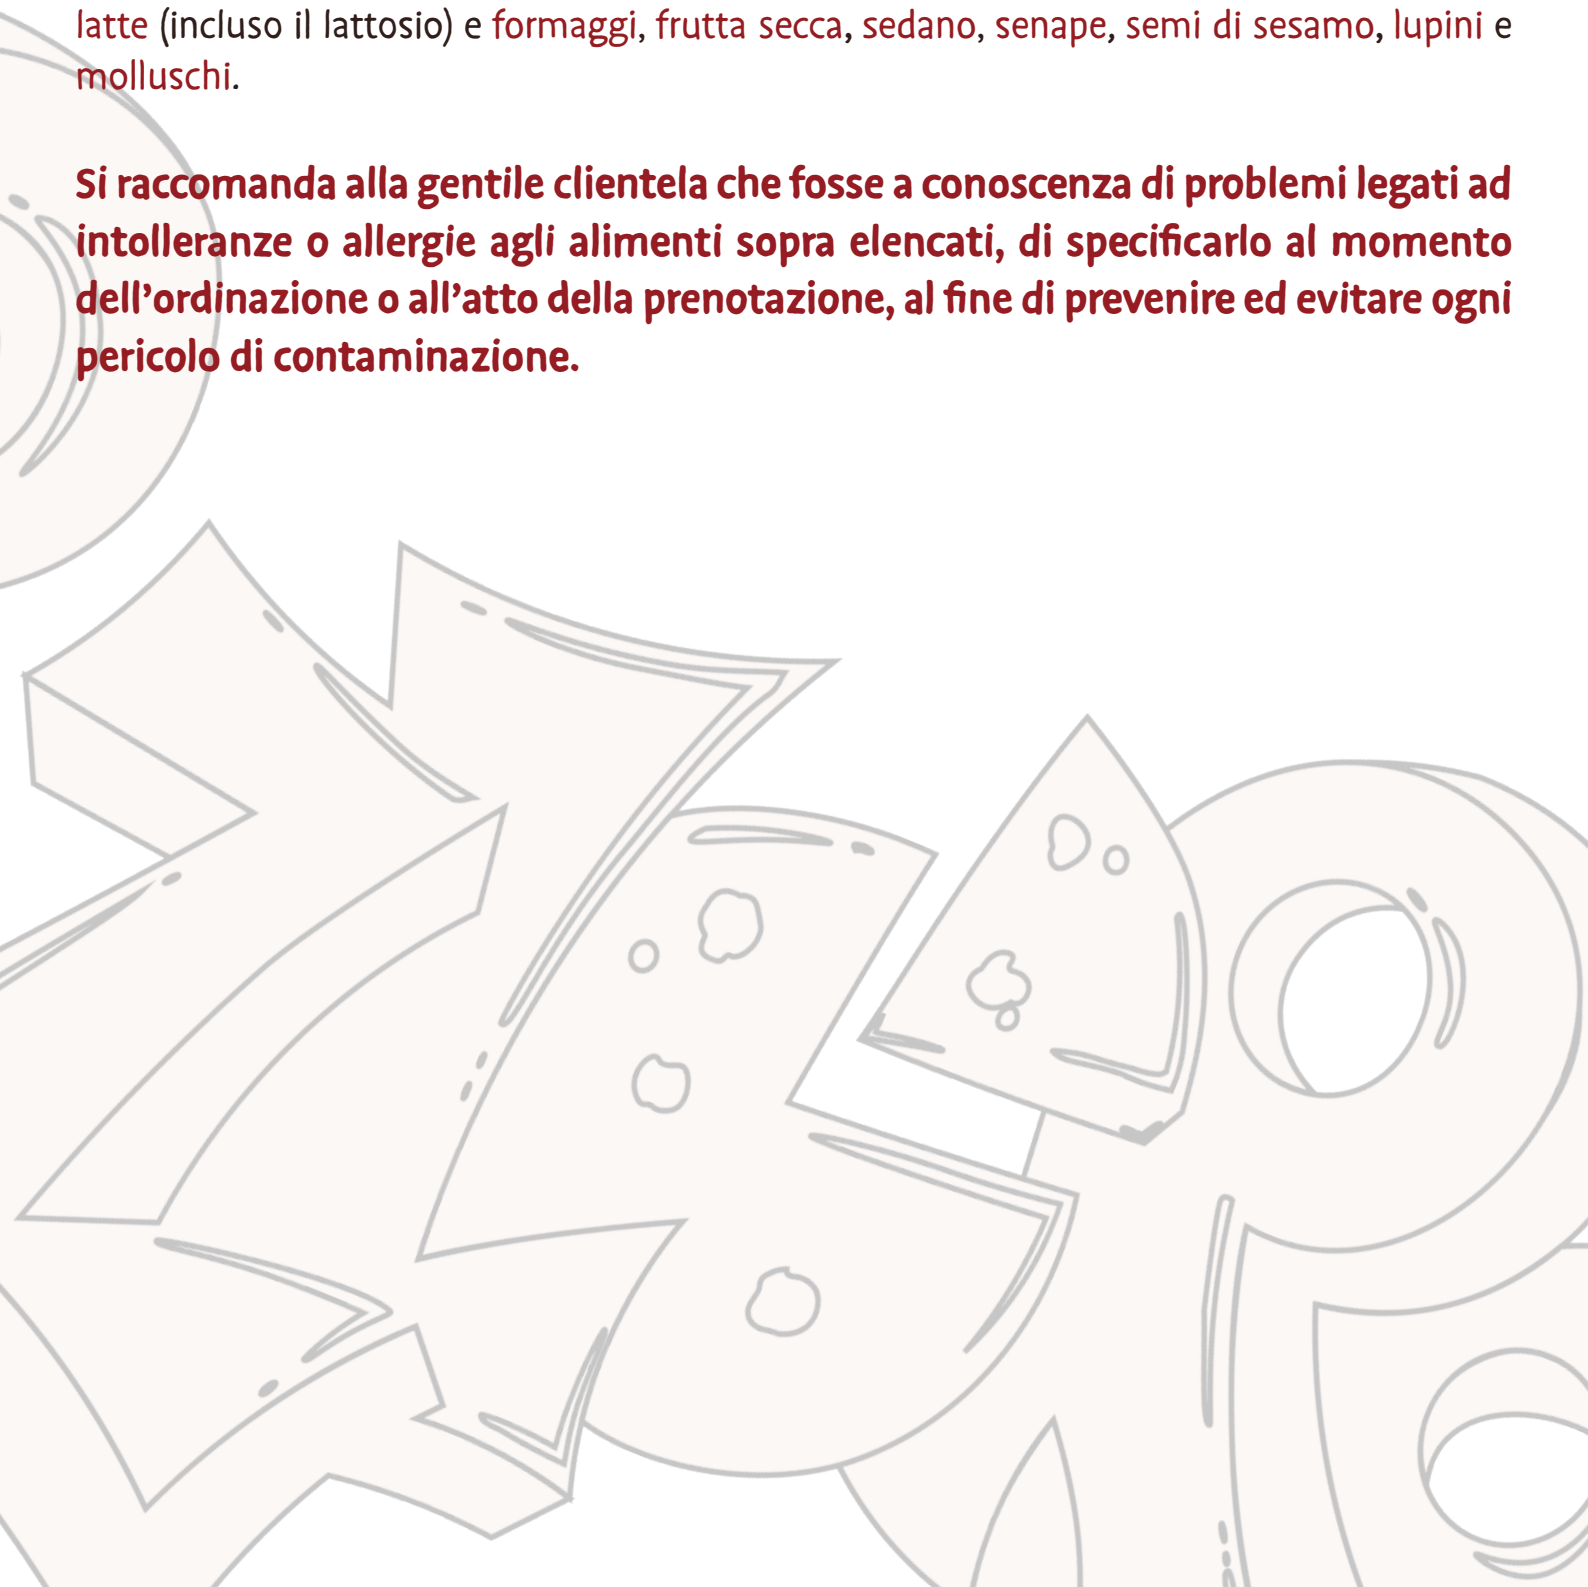 latte (incluso il lattosio) e formaggi, frutta secca, sedano, senape, semi di sesamo, lupini e
molluschi.
Si raccomanda alla gentile clientela che fosse a conoscenza di problemi legati ad
intolleranze o allergie agli alimenti sopra elencati, di specificarlo al momento
dell’ordinazione o all’atto della prenotazione, al fine di prevenire ed evitare ogni
pericolo di contaminazione.